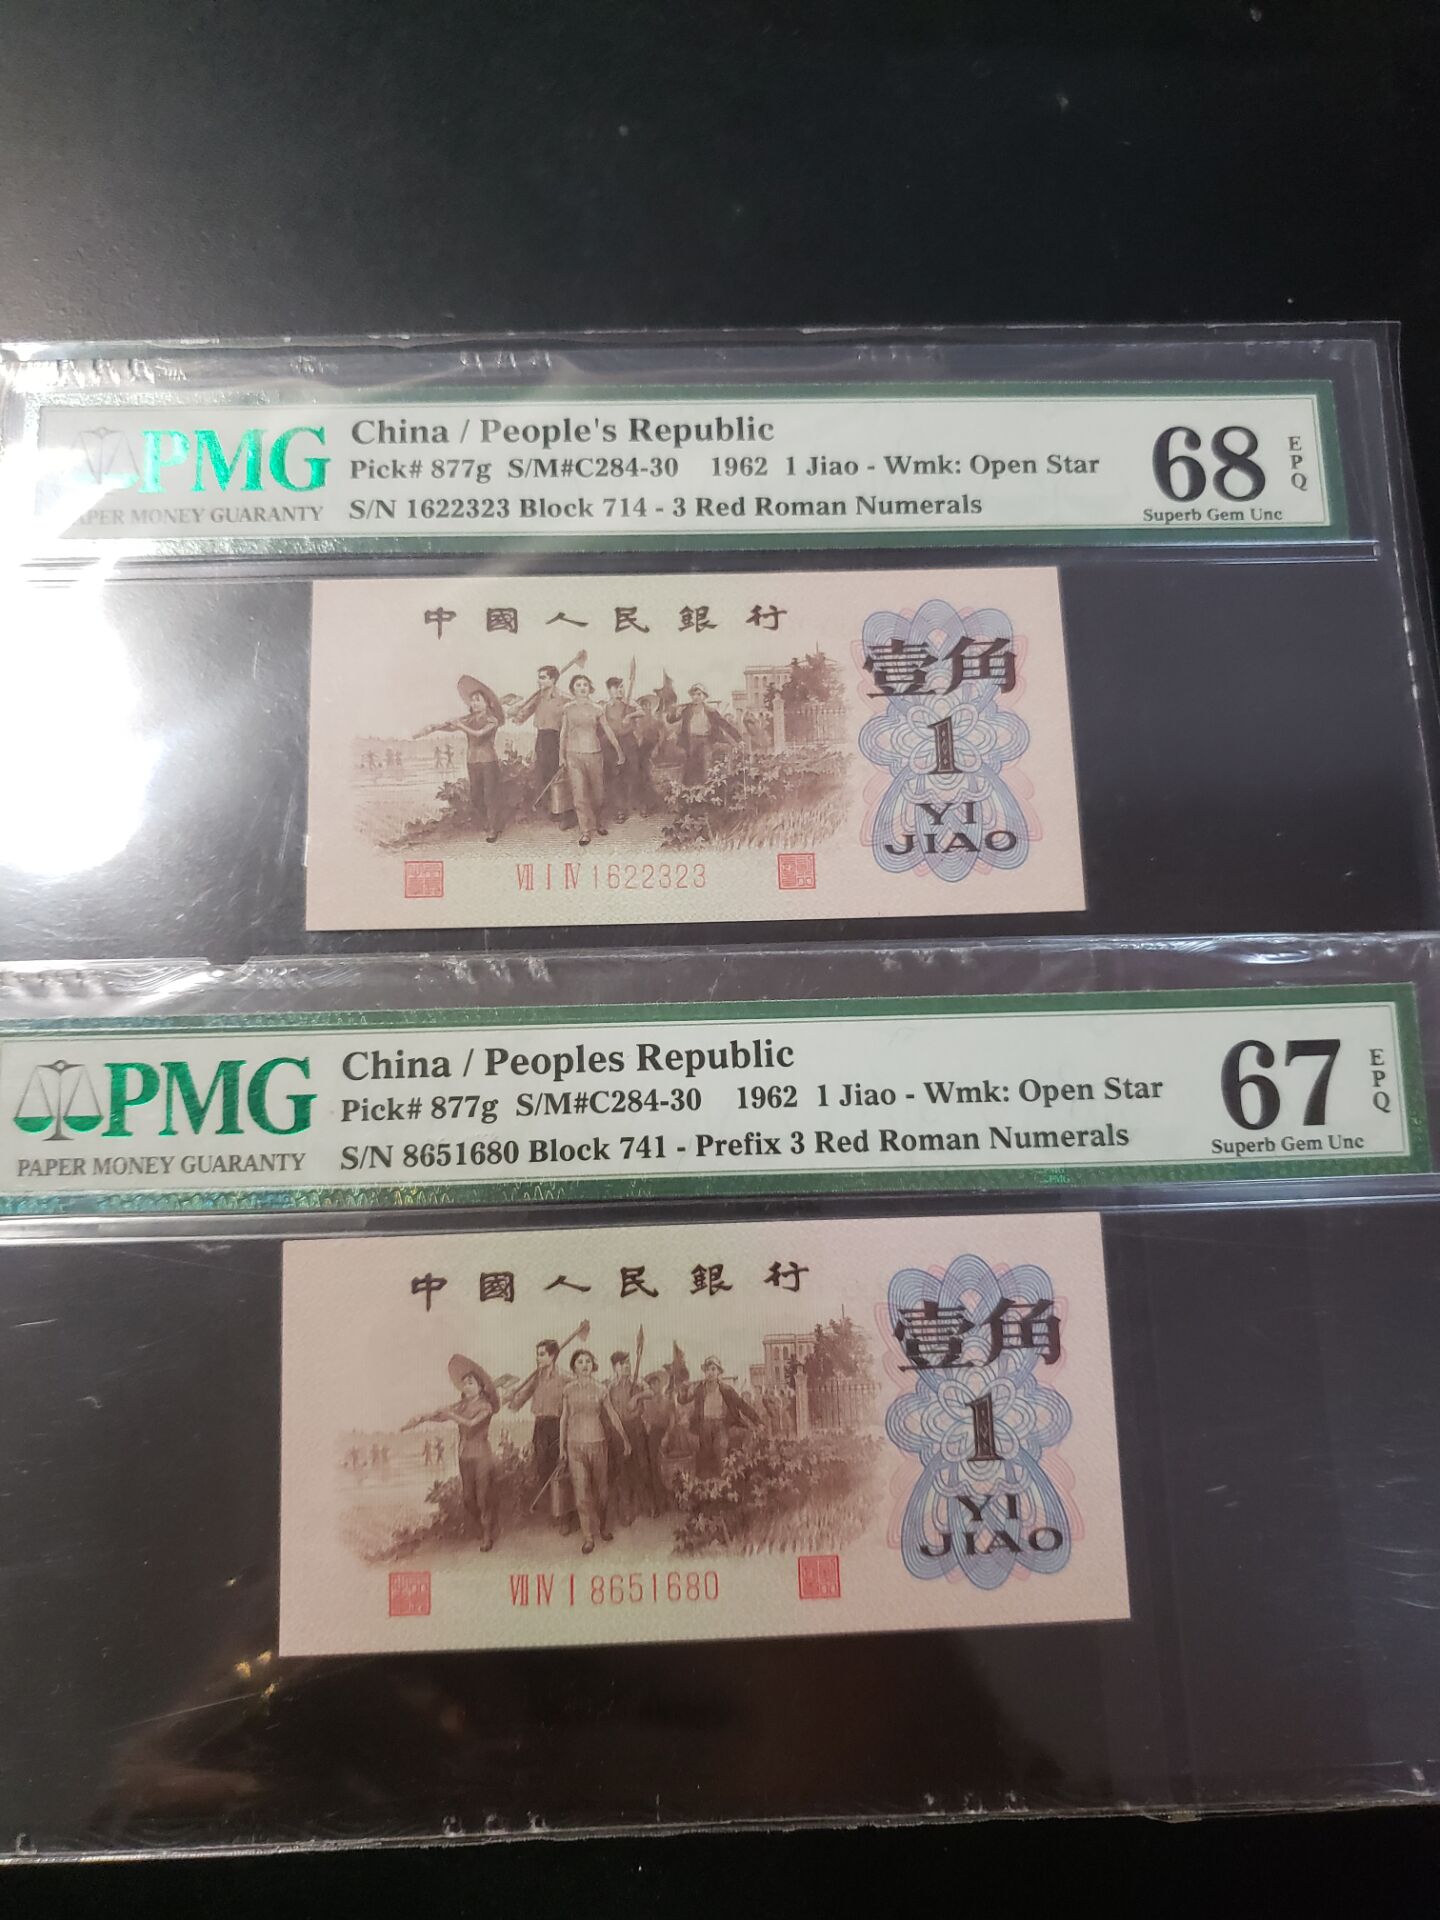 PMG
PAPER MONEY GUARANTY
China / People's Republic
Pick# 877g S/M#C284-30 1962 1 Jiao - Wmk: Open Star
S/N 1622323 Block 714 - 3 Red Roman Numerals
68
EPQ
Superb Gem Unc
中國人民銀行
壹角
1
YI
JIAO
Ⅶ Ⅰ Ⅳ 1622323
PMG
PAPER MONEY GUARANTY
China / Peoples Republic
Pick# 877g S/M#C284-30 1962 1 Jiao - Wmk: Open Star
S/N 8651680 Block 741 - Prefix 3 Red Roman Numerals
67
EPQ
Superb Gem Unc
中國人民銀行
壹角
1
YI
JIAO
Ⅶ Ⅳ Ⅰ 8651680